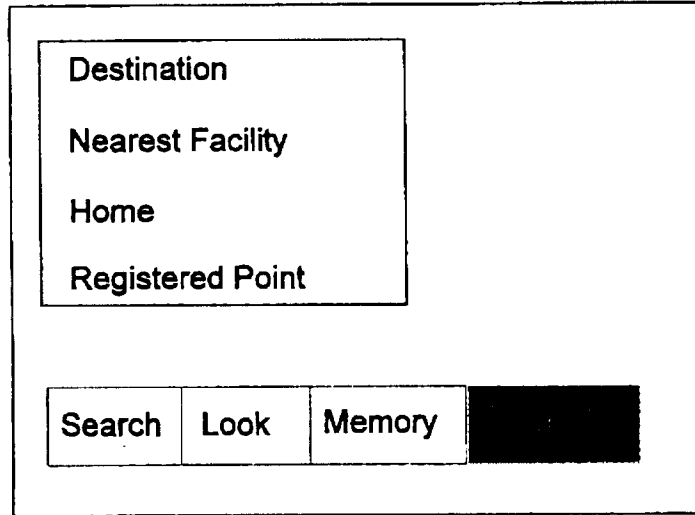 Destination
Nearest Facility
Home
Registered Point
Search Look Memory